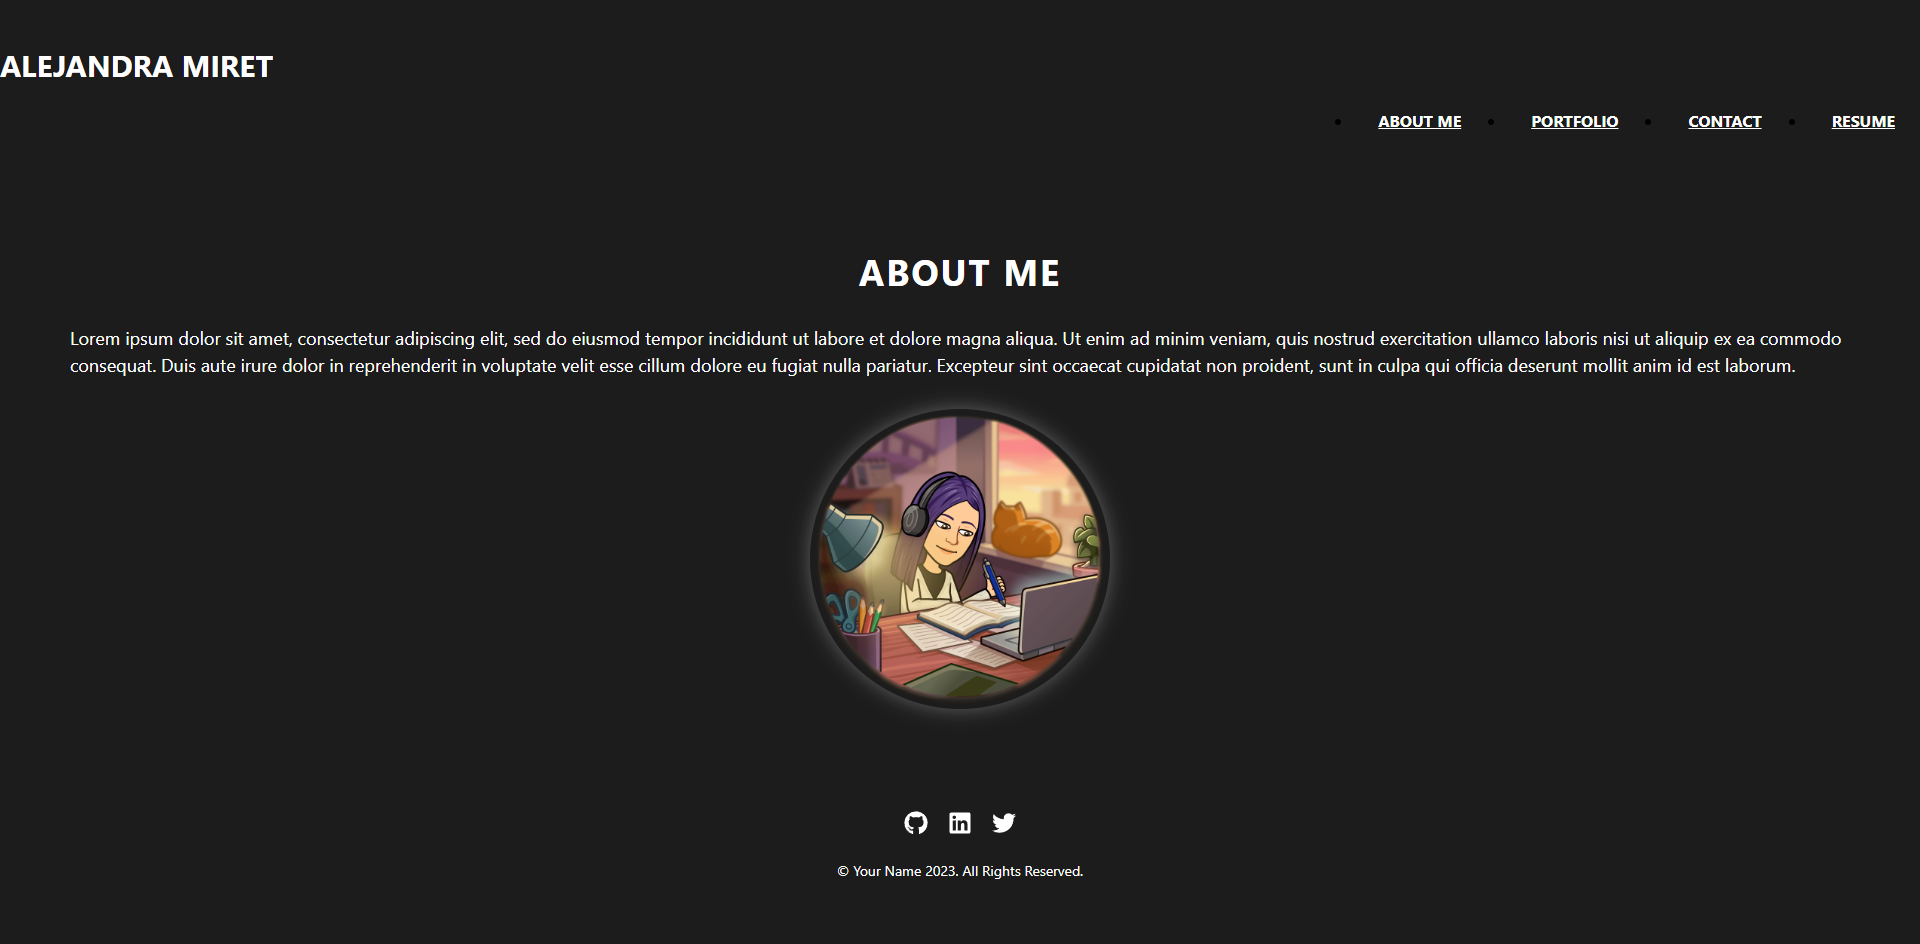 ALEJANDRA MIRET
• ABOUT ME • PORTFOLIO • CONTACT • RESUME
ABOUT ME
Lorem ipsum dolor sit amet, consectetur adipiscing elit, sed do eiusmod tempor incididunt ut labore et dolore magna aliqua. Ut enim ad minim veniam, quis nostrud exercitation ullamco laboris nisi ut aliquip ex ea commodo
consequat. Duis aute irure dolor in reprehenderit in voluptate velit esse cillum dolore eu fugiat nulla pariatur. Excepteur sint occaecat cupidatat non proident, sunt in culpa qui officia deserunt mollit anim id est laborum.
© Your Name 2023. All Rights Reserved.